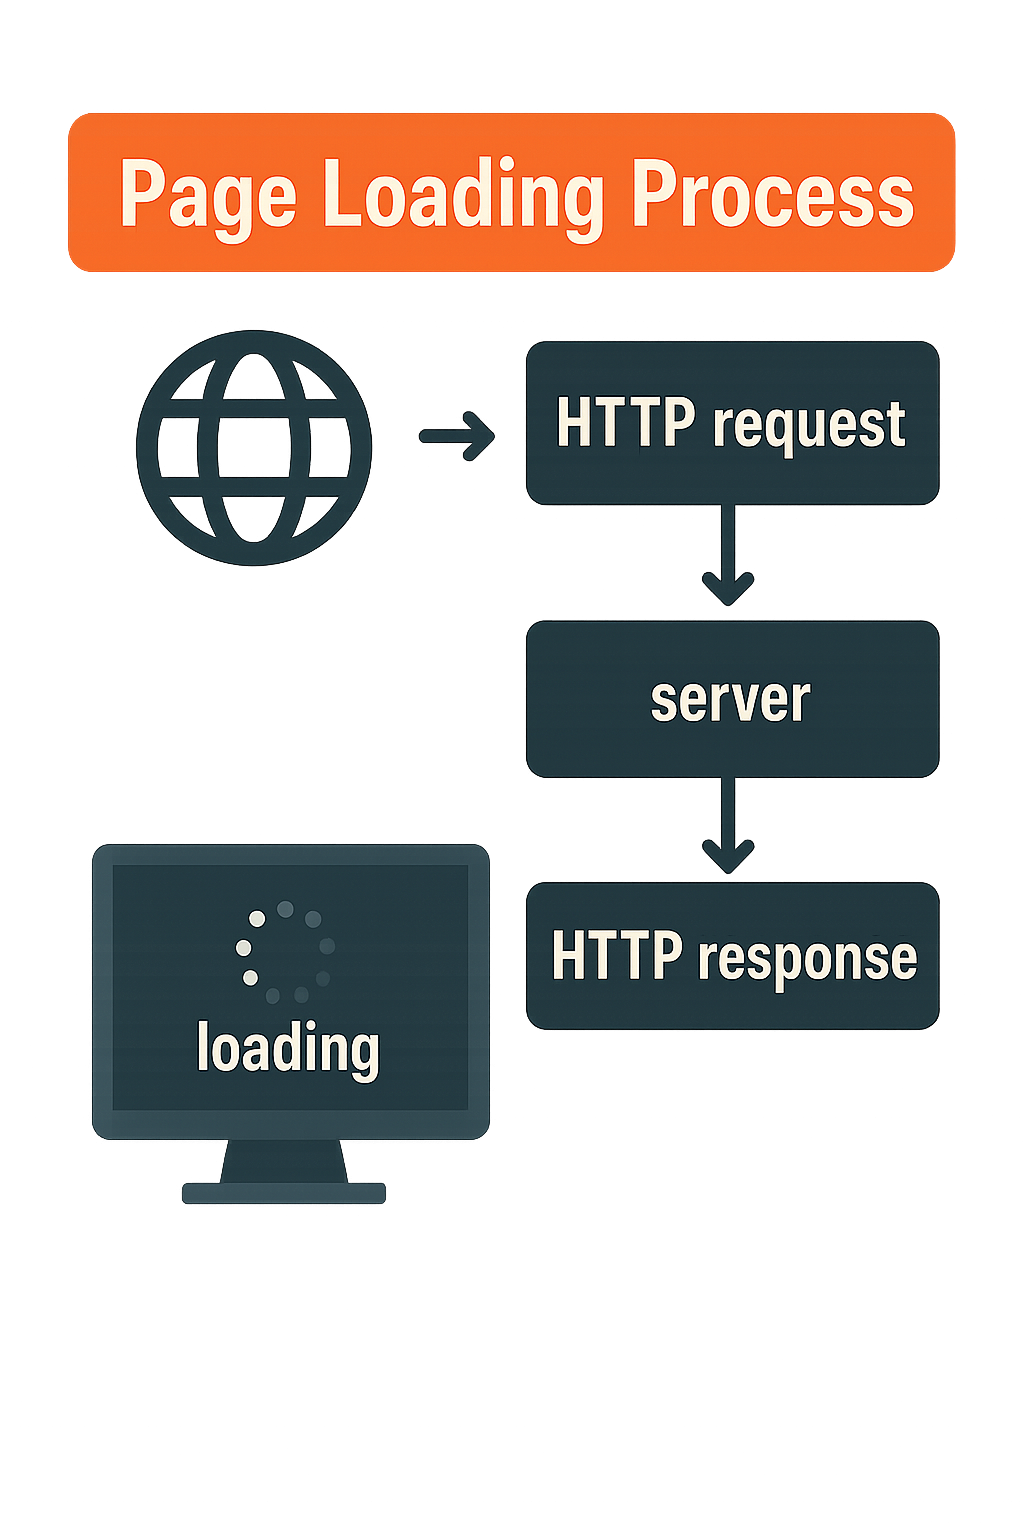 Page Loading Process
HTTP request
server
HTTP response
loading